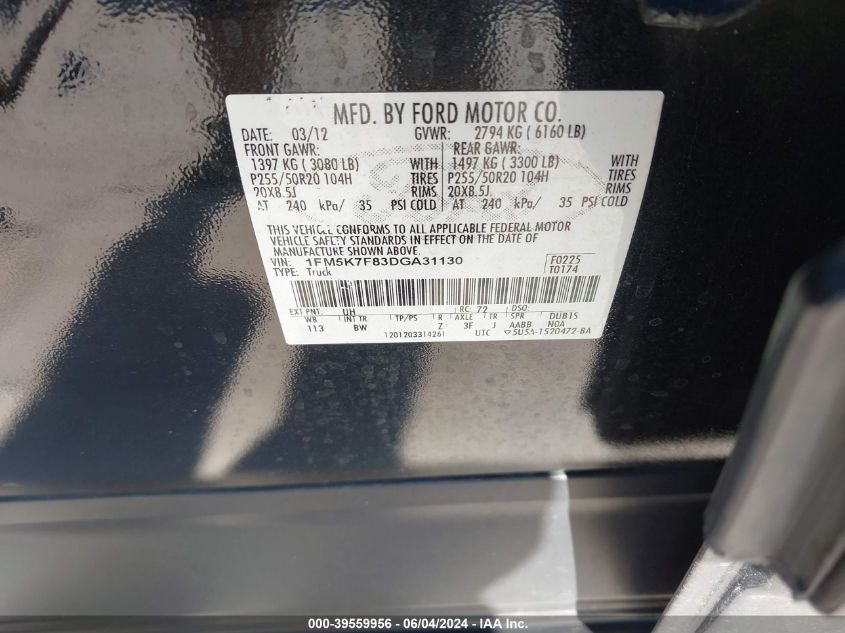 MFD. BY FORD MOTOR CO.
DATE: 03/12 GVWR: 2794 KG ( 6160 LB)
FRONT GAWR: REAR GAWR:
1397 KG ( 3080 LB) WITH 1497 KG ( 3300 LB) WITH
P255/50R20 104H TIRES P255/50R20 104H TIRES
20X8.5J RIMS 20X8.5J RIMS
AT 240 kPa/ 35 PSI COLD AT 240 kPa/ 35 PSI COLD
THIS VEHICLE CONFORMS TO ALL APPLICABLE FEDERAL MOTOR
VEHICLE SAFETY STANDARDS IN EFFECT ON THE DATE OF
MANUFACTURE SHOWN ABOVE.
VIN: 1FM5K7F83DGA31130 F0225
TYPE: Truck T0174
EXT PNT: UH RC: 72 DSO:
WB INT TR TP/PS R AXLE TR SPR DUB1S
113 BW Z 3F J AABB N0A
120120331426 UTC 5U5A-1520472-BA
000-39559956 - 06/04/2024 - IAA Inc.